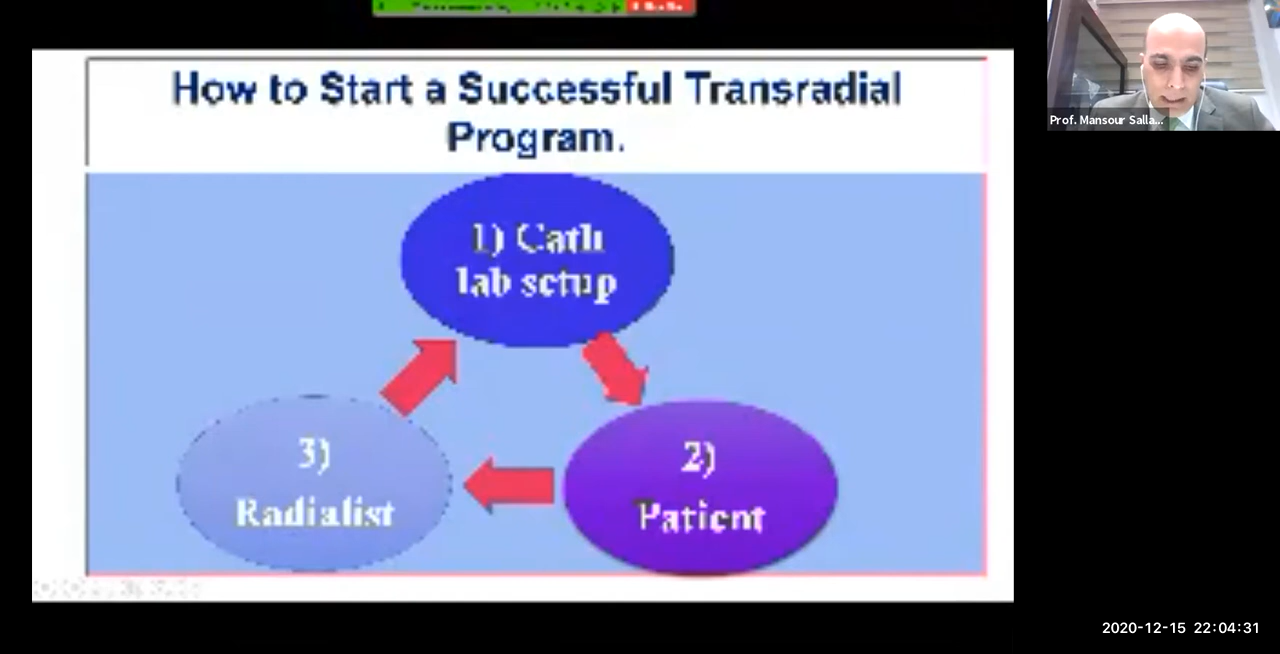 How to Start a Successful Transradial
Program.
1) Cath
lab setup
2)
Patient
3)
Radialist
Prof. Mansour Salla...
2020-12-15 22:04:31